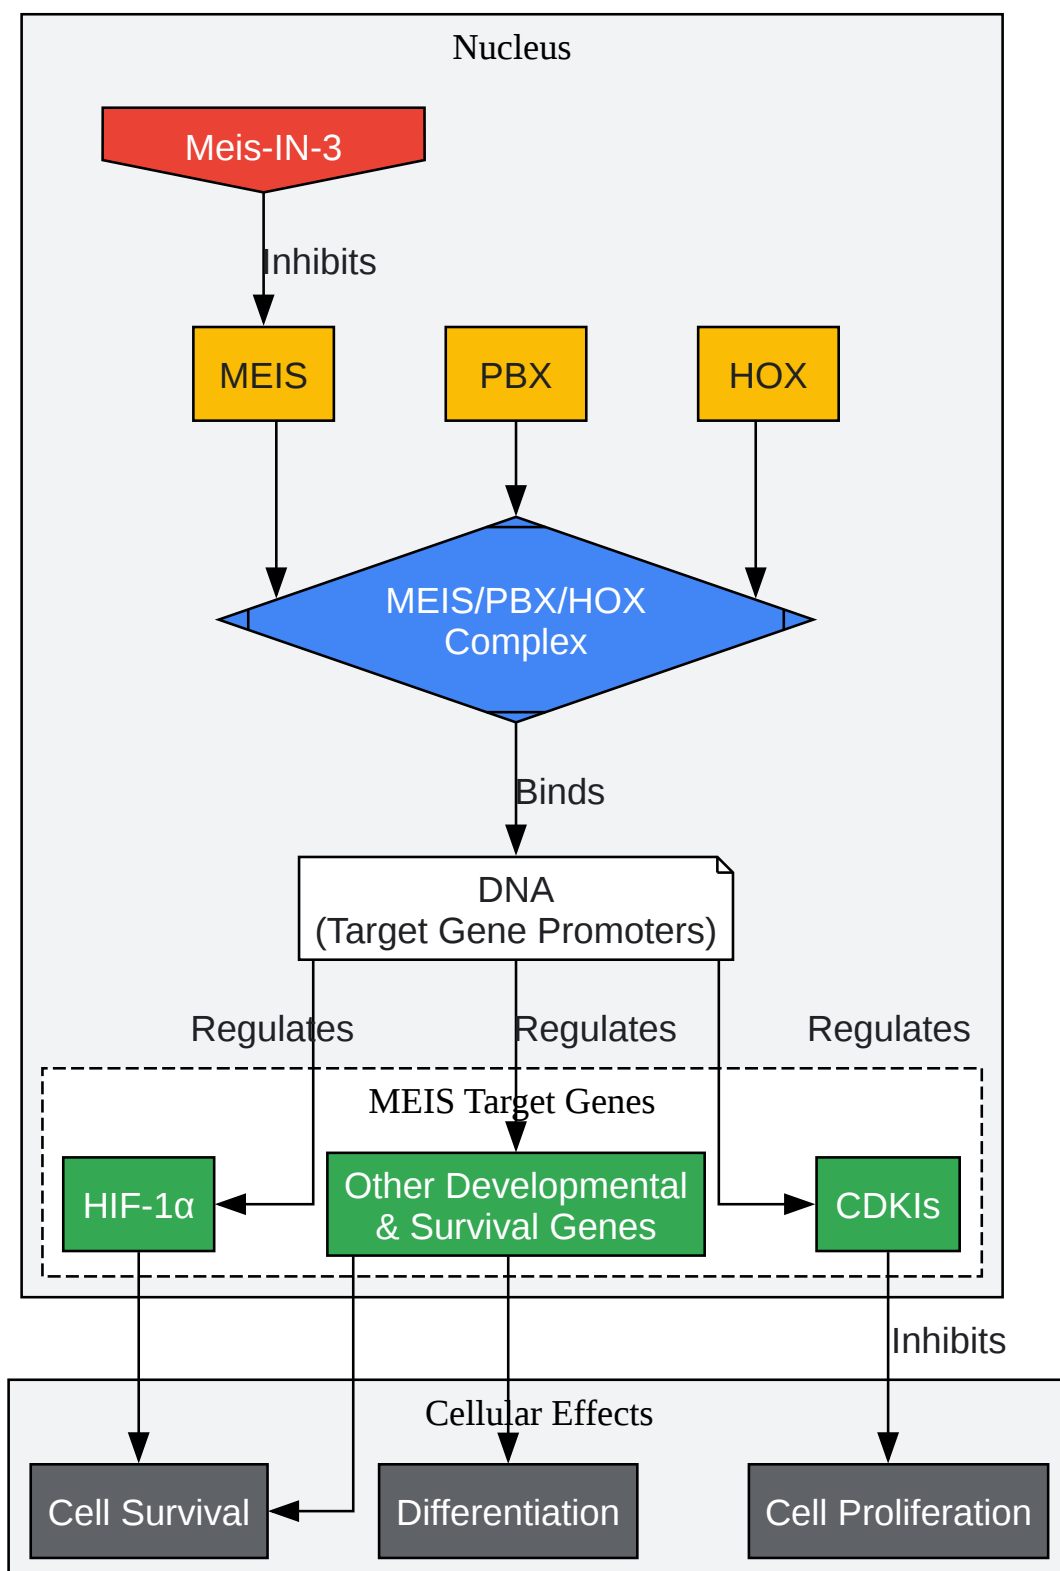 Nucleus
Meis-IN-3
Inhibits
MEIS
PBX
HOX
MEIS/PBX/HOX
Complex
Binds
DNA
(Target Gene Promoters)
Regulates
Regulates
Regulates
MEIS Target Genes
HIF-1α
Other Developmental
& Survival Genes
CDKIs
Inhibits
Cellular Effects
Cell Survival
Differentiation
Cell Proliferation